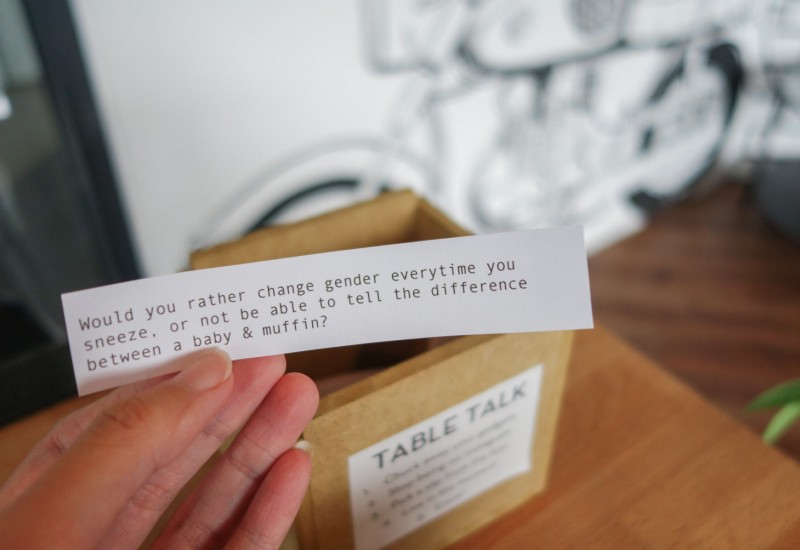 Would you rather change gender everytime you
sneeze, or not be able to tell the difference
between a baby & muffin?
TABLE TALK